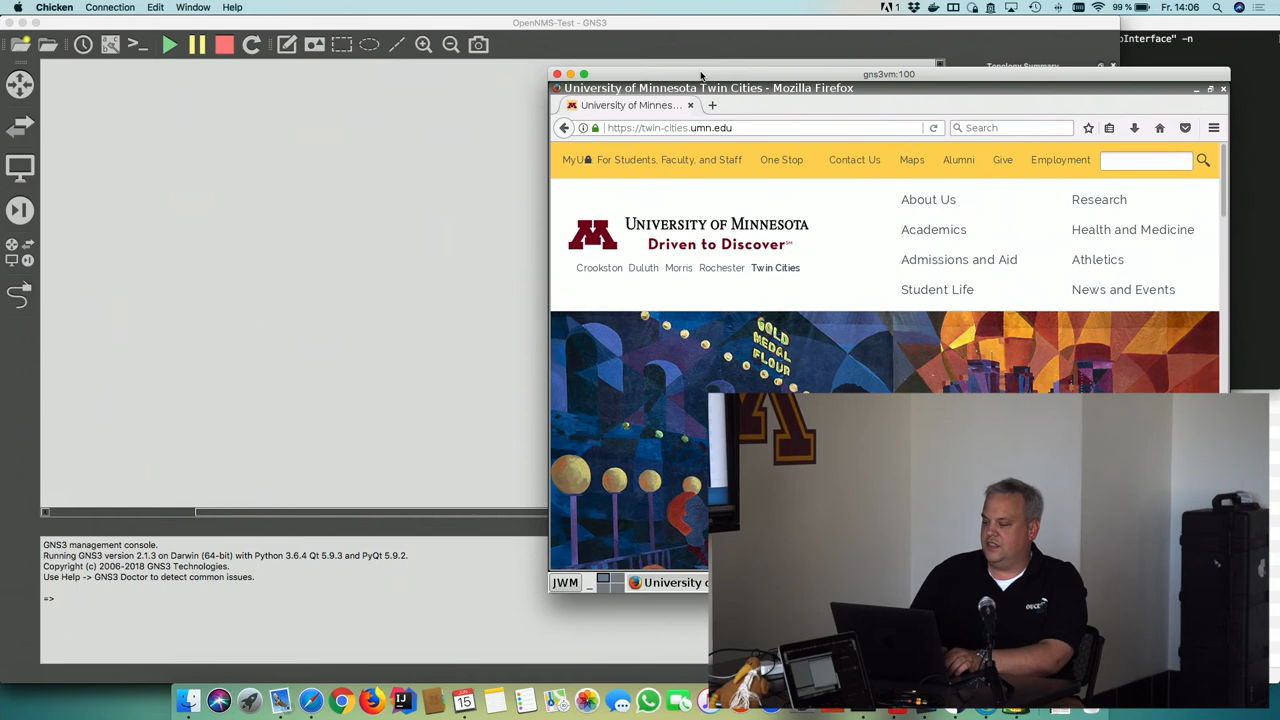 Chicken Connection Edit Window Help
1 99 % Fr. 14:06
OpenNMS-Test - GNS3
oInterface" -n
Topology Summary
gns3vm:100
University of Minnesota Twin Cities - Mozilla Firefox
University of Minnes...
https://twin-cities.umn.edu
Search
MyU For Students, Faculty, and Staff One Stop Contact Us Maps Alumni Give Employment
UNIVERSITY OF MINNESOTA
Driven to Discover℠
Crookston Duluth Morris Rochester Twin Cities
About Us Research
Academics Health and Medicine
Admissions and Aid Athletics
Student Life News and Events
GOLD
MEDAL
FLOUR
M
GNS3 management console.
Running GNS3 version 2.1.3 on Darwin (64-bit) with Python 3.6.4 Qt 5.9.3 and PyQt 5.9.2.
Copyright (c) 2006-2018 GNS3 Technologies.
Use Help -> GNS3 Doctor to detect common issues.
=>
JWM University o
JUN
15